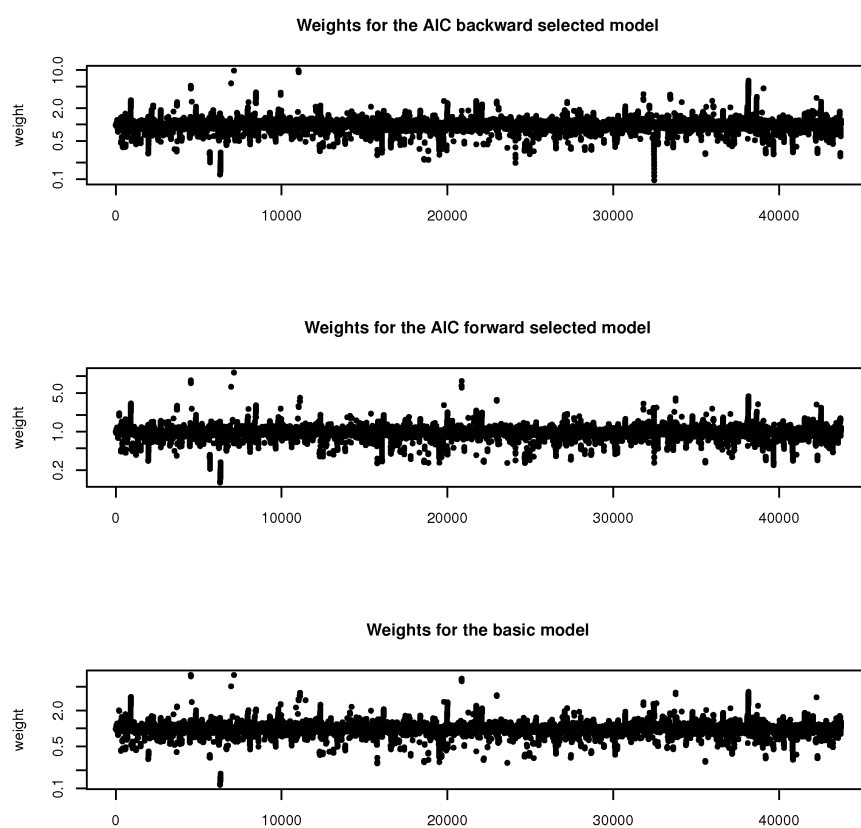 Weights for the AIC backward selected model
weight
10.0
2.0
0.5
0.1
0 10000 20000 30000 40000
Weights for the AIC forward selected model
weight
5.0
1.0
0.2
0 10000 20000 30000 40000
Weights for the basic model
weight
2.0
0.5
0.1
0 10000 20000 30000 40000